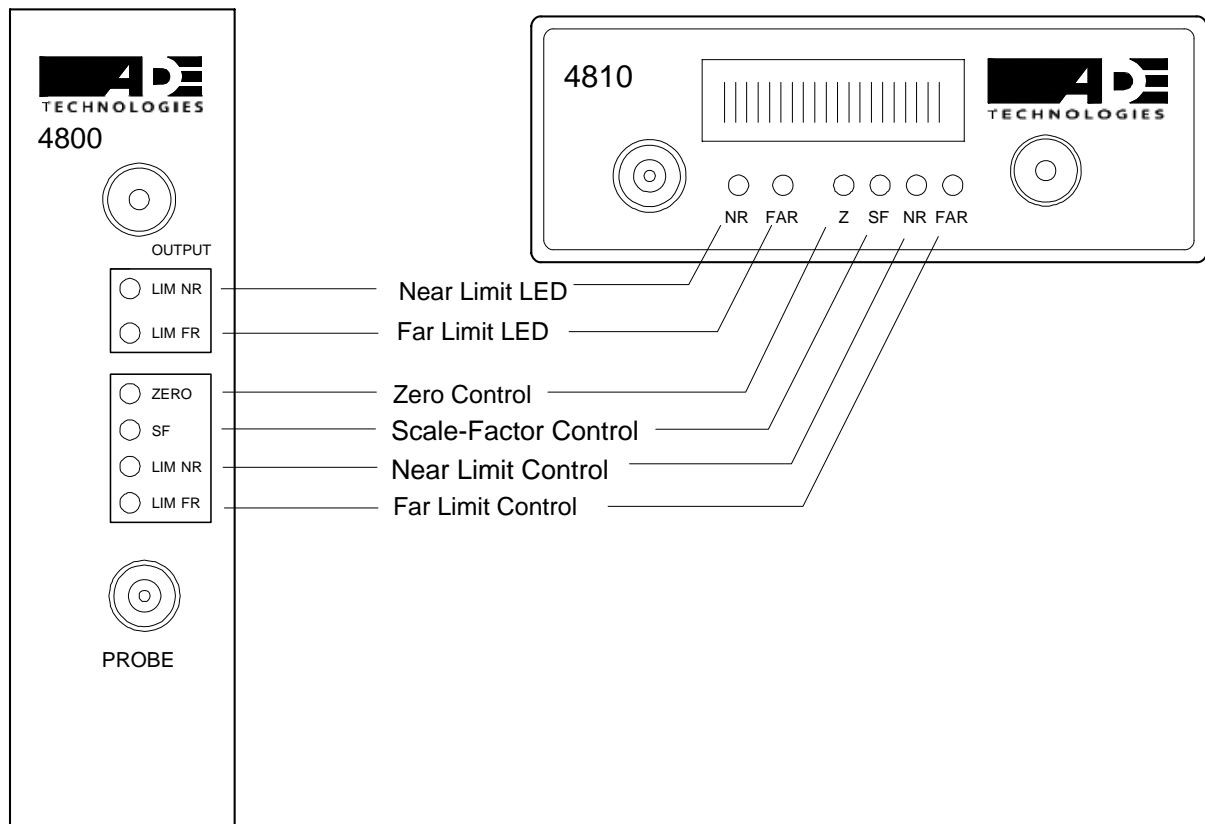 ADE
TECHNOLOGIES
4800
OUTPUT
LIM NR
LIM FR
ZERO
SF
LIM NR
LIM FR
PROBE
4810
ADE
TECHNOLOGIES
NR FAR Z SF NR FAR
Near Limit LED
Far Limit LED
Zero Control
Scale-Factor Control
Near Limit Control
Far Limit Control